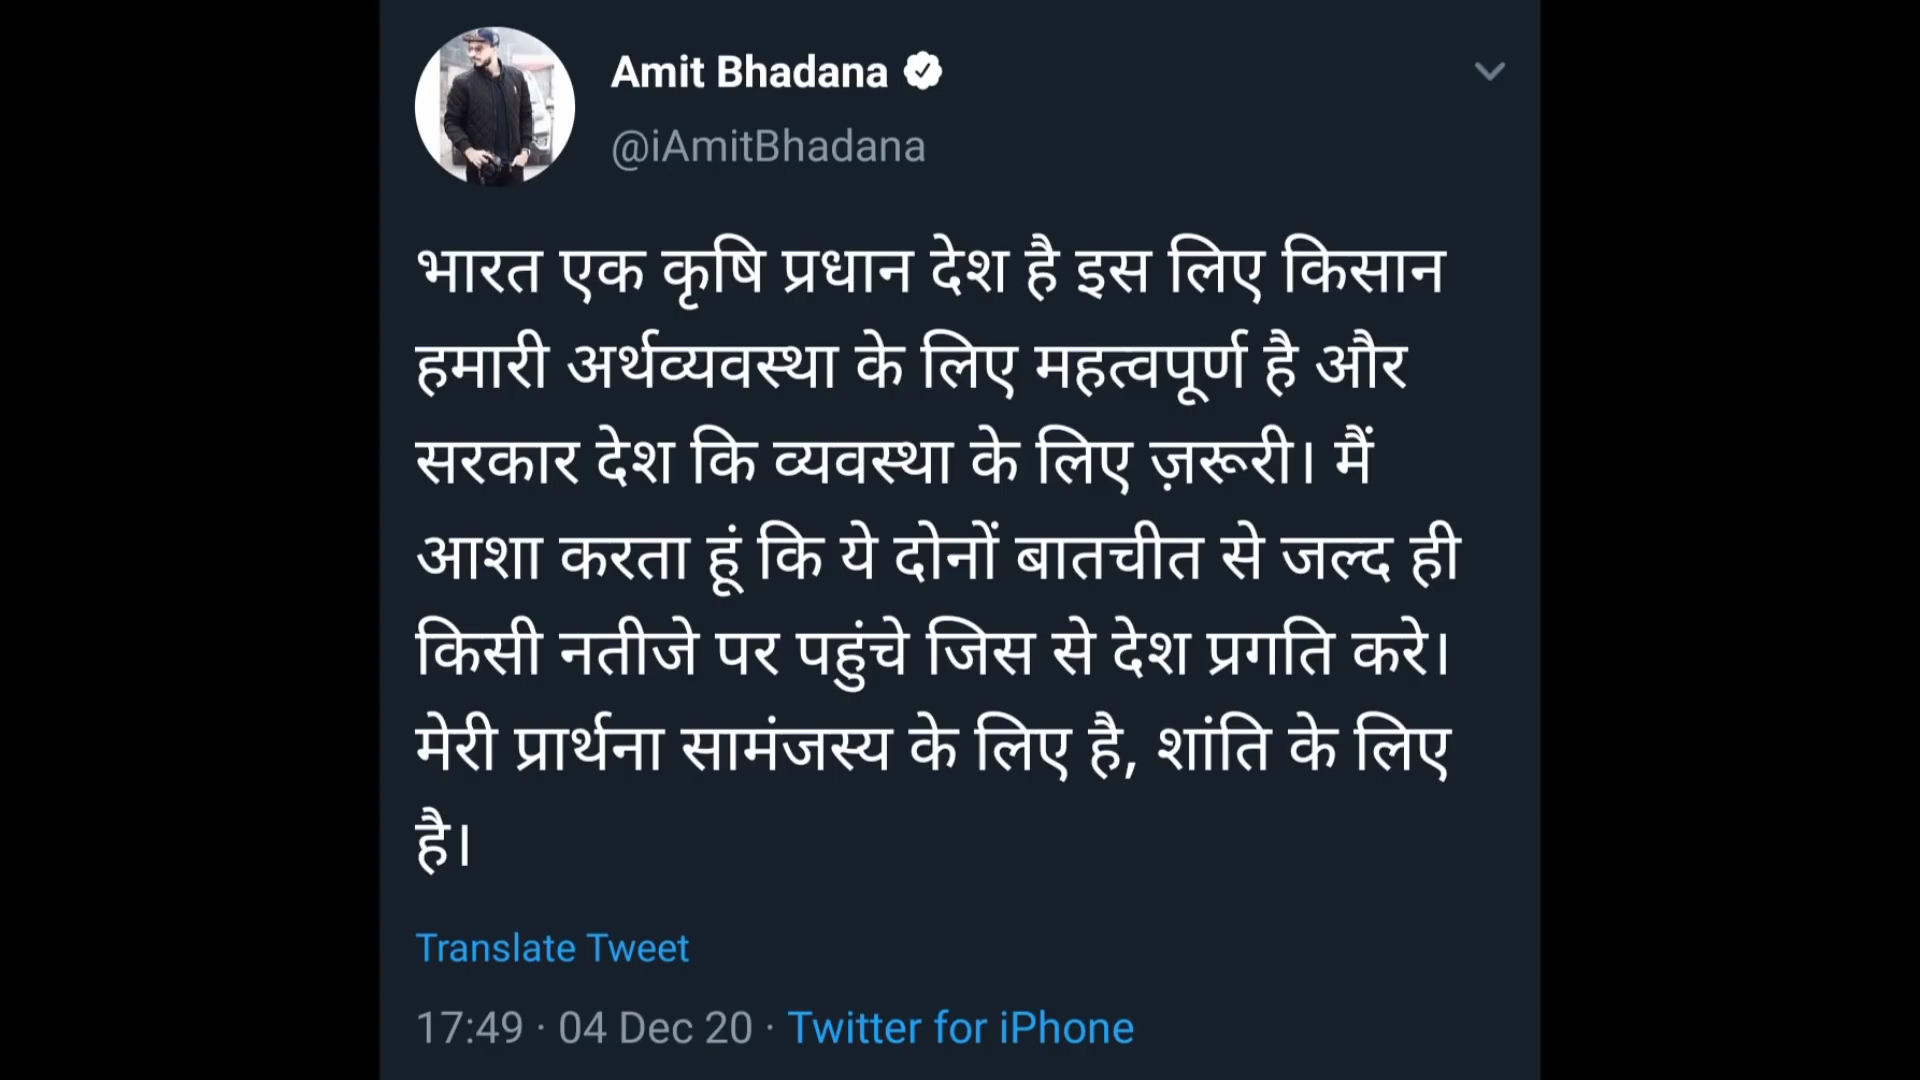 Amit Bhadana
@iAmitBhadana
भारत एक कृषि प्रधान देश है इस लिए किसान
हमारी अर्थव्यवस्था के लिए महत्वपूर्ण है और
सरकार देश कि व्यवस्था के लिए ज़रूरी। मैं
आशा करता हूं कि ये दोनों बातचीत से जल्द ही
किसी नतीजे पर पहुंचे जिस से देश प्रगति करे।
मेरी प्रार्थना सामंजस्य के लिए है, शांति के लिए
है।
Translate Tweet
17:49 · 04 Dec 20 · Twitter for iPhone